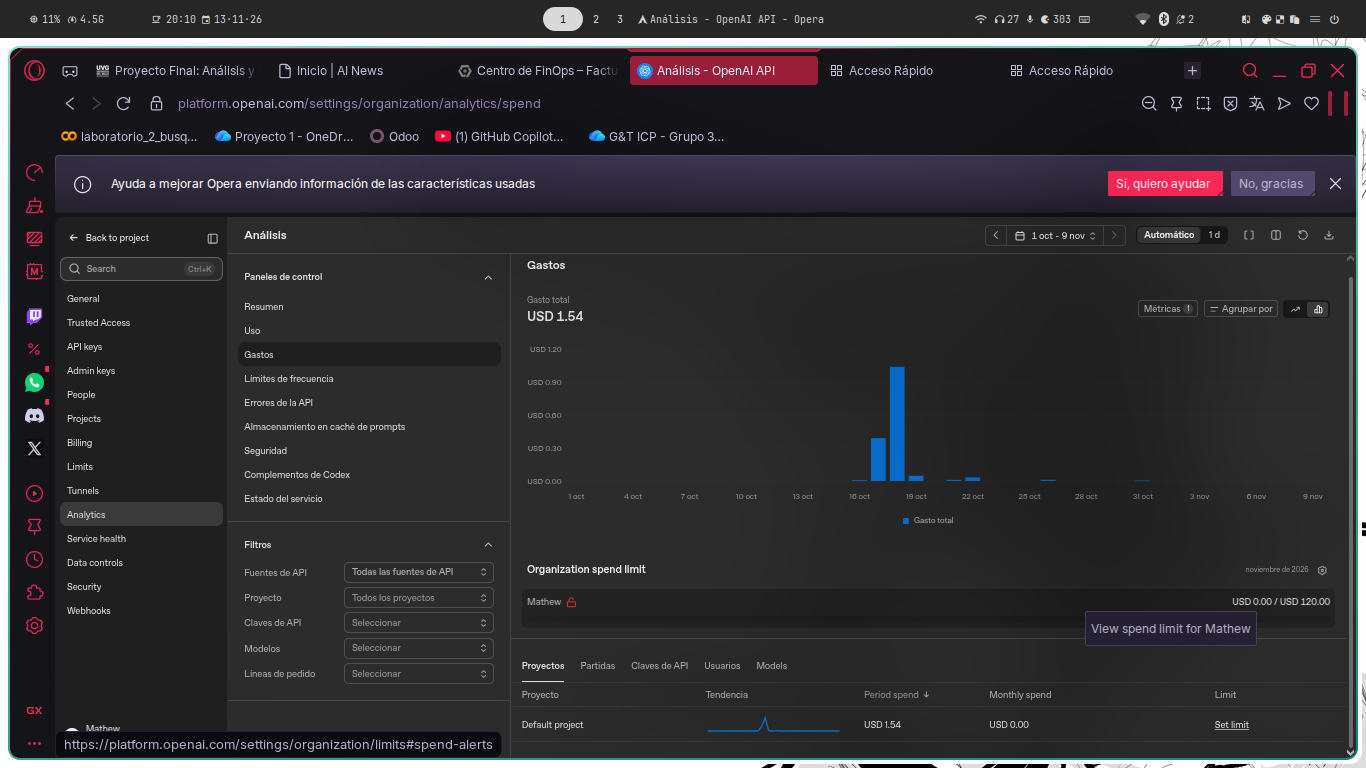 11% 4.5G 20:10 13-11-26 1 2 3 Análisis - OpenAI API - Opera 27 303 2
Proyecto Final: Análisis y Inicio | AI News Centro de FinOps – Factu Análisis - OpenAI API Acceso Rápido Acceso Rápido
platform.openai.com/settings/organization/analytics/spend
laboratorio_2_busq... Proyecto 1 - OneDr... Odoo (1) GitHub Copilot... G&T ICP - Grupo 3...
Ayuda a mejorar Opera enviando información de las características usadas Sí, quiero ayudar No, gracias
Back to project
Search Ctrl+K
General
Trusted Access
API keys
Admin keys
People
Projects
Billing
Limits
Tunnels
Analytics
Service health
Data controls
Security
Webhooks
Mathew
GX
https://platform.openai.com/settings/organization/limits#spend-alerts
Análisis 1 oct - 9 nov Automático 1 d
Paneles de control
Resumen
Uso
Gastos
Límites de frecuencia
Errores de la API
Almacenamiento en caché de prompts
Seguridad
Complementos de Codex
Estado del servicio
Filtros
Fuentes de API Todas las fuentes de API
Proyecto Todos los proyectos
Claves de API Seleccionar
Modelos Seleccionar
Líneas de pedido Seleccionar
Gastos
Gasto total
USD 1.54 Métricas 1 Agrupar por
USD 1.20
USD 0.90
USD 0.60
USD 0.30
USD 0.00
1 oct 4 oct 7 oct 10 oct 13 oct 16 oct 19 oct 22 oct 25 oct 28 oct 31 oct 3 nov 6 nov 9 nov
Gasto total
Organization spend limit noviembre de 2026
Mathew USD 0.00 / USD 120.00
View spend limit for Mathew
Proyectos Partidas Claves de API Usuarios Models
Proyecto Tendencia Period spend Monthly spend Limit
Default project USD 1.54 USD 0.00 Set limit